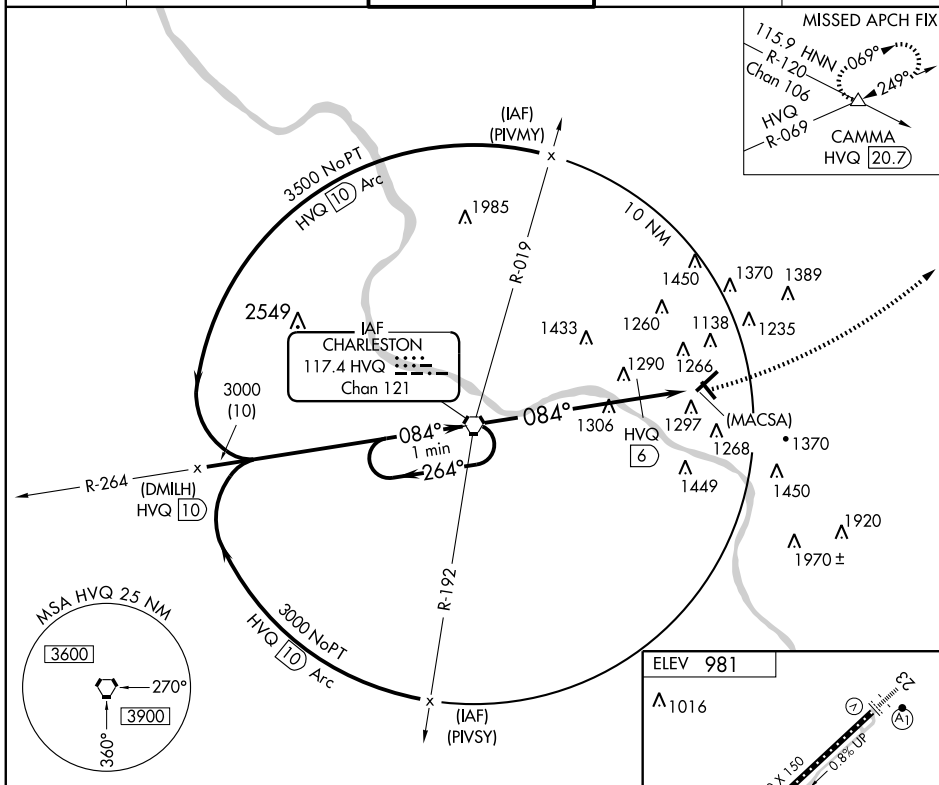 MISSED APCH FIX
115.9 HNN
R-120
Chan 106
069°
249°
HVQ
R-069
CAMMA
HVQ 20.7
(IAF)
(PIVMY)
3500 NoPT
HVQ 10 Arc
1985
10 NM
R-019
1450
1370
1389
2549
1433
1260
1138
1235
IAF
CHARLESTON
117.4 HVQ
Chan 121
1290
1266
3000
(10)
084°
1 min
264°
084°
1306
HVQ
6
1297
(MACSA)
1268
1370
R-264
(DMILH)
HVQ 10
1449
1450
1920
1970 ±
R-192
MSA HVQ 25 NM
3600
270°
3900
360°
3000 NoPT
HVQ 10 Arc
(IAF)
(PIVSY)
ELEV 981
1016
23
V
A1
X 150
0.8% UP